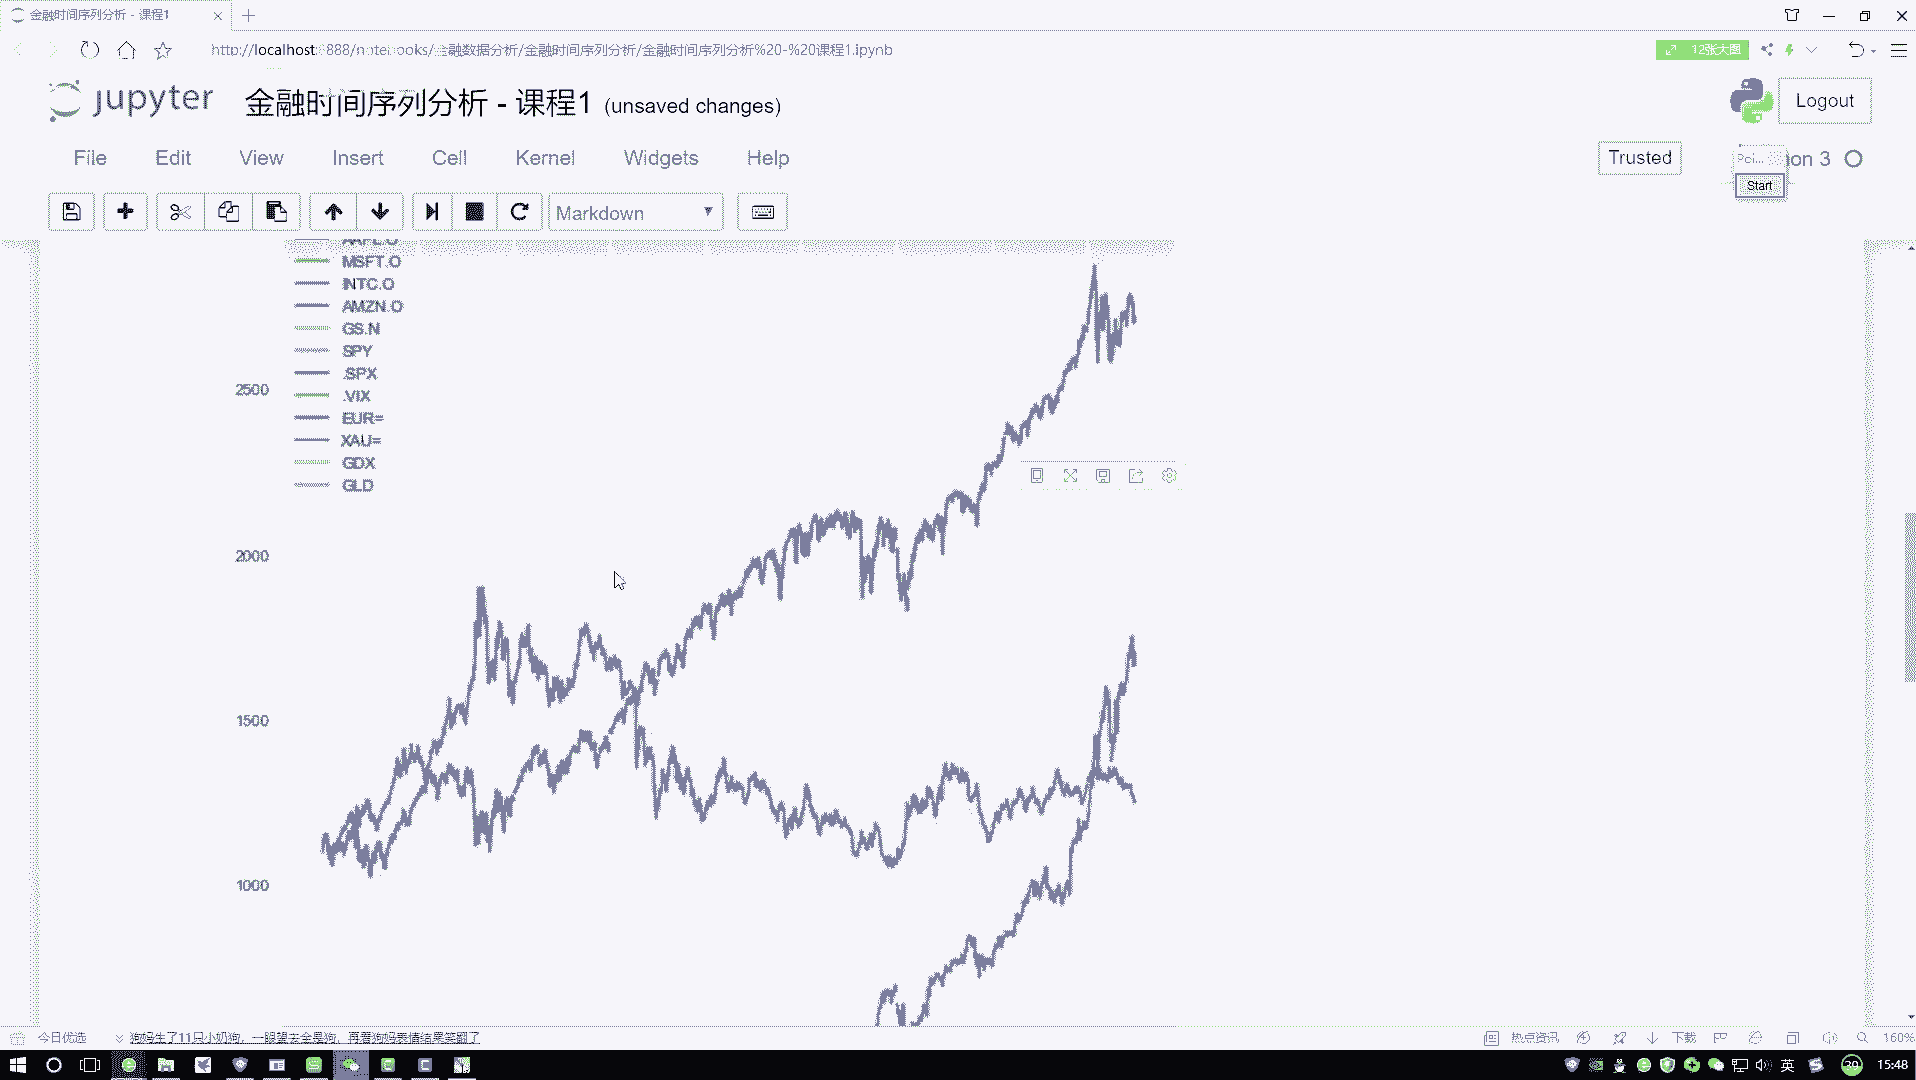 金融时间序列分析 - 课程1
http://localhost:8888/notebooks/金融数据分析/金融时间序列分析/金融时间序列分析%20-%20课程1.ipynb
12张大图
jupyter
金融时间序列分析 - 课程1 (unsaved changes)
Logout
File Edit View Insert Cell Kernel Widgets Help
Trusted
Poi... on 3
Start
Markdown
AAPL.O
MSFT.O
INTC.O
AMZN.O
GS.N
SPY
.SPX
.VIX
EUR=
XAU=
GDX
GLD
2500
2000
1500
1000
今日优选
狗妈生了11只小奶狗，一眼望去全是狗，再看狗妈表情结果笑翻了
热点资讯
下载
160%
英
15:48